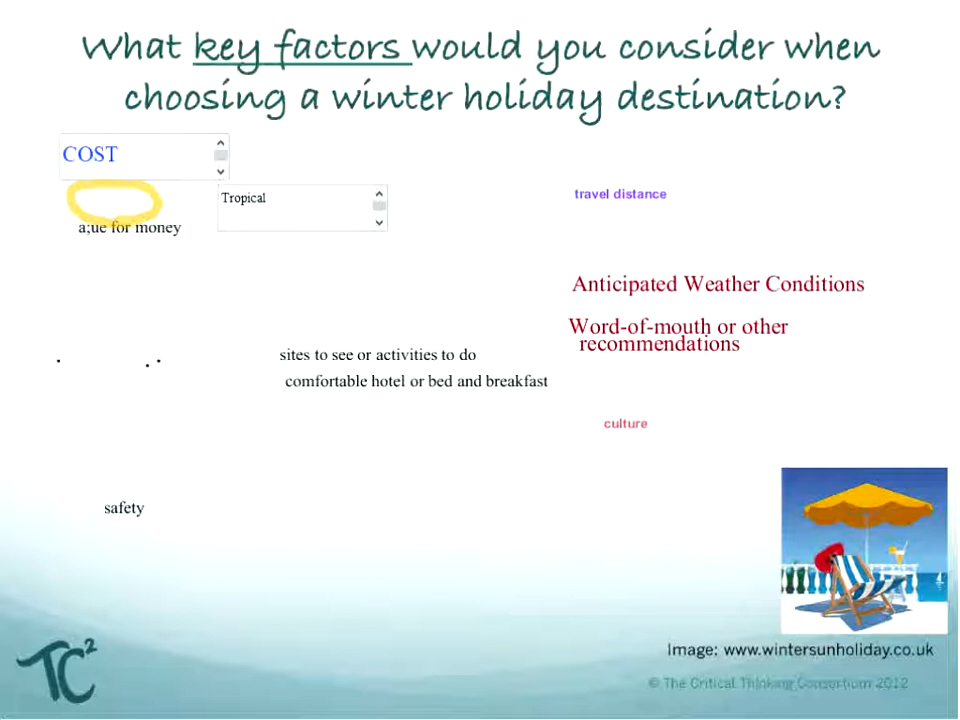 What key factors would you consider when
choosing a winter holiday destination?
COST
Tropical
travel distance
a;ue for money
Anticipated Weather Conditions
Word-of-mouth or other
recommendations
sites to see or activities to do
comfortable hotel or bed and breakfast
culture
safety
TC2
Image: www.wintersunholiday.co.uk
© The Critical Thinking Consortium 2012